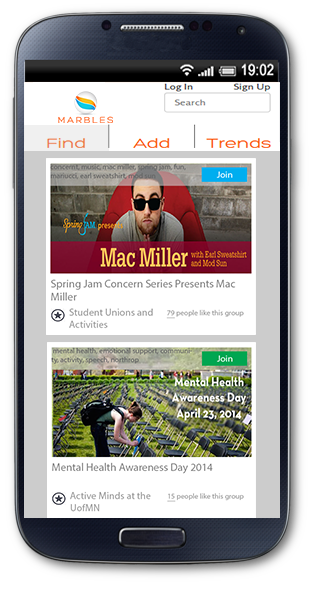 19:02
Log In Sign Up
MARBLES
Search
Find Add Trends
concerts, music, mac miller, spring jam, fun,
mariucci, earl sweatshirt, mod sun
Join
Spring Jam presents
Mac Miller with Earl Sweatshirt
and Mod Sun
Spring Jam Concern Series Presents Mac
Miller
Student Unions and
Activities
79 people like this group
mental health, emotional support, communi-
ty, activity, speech, northrop
Join
Mental Health
Awareness Day
April 23, 2014
Mental Health Awareness Day 2014
Active Minds at the
UofMN
15 people like this group